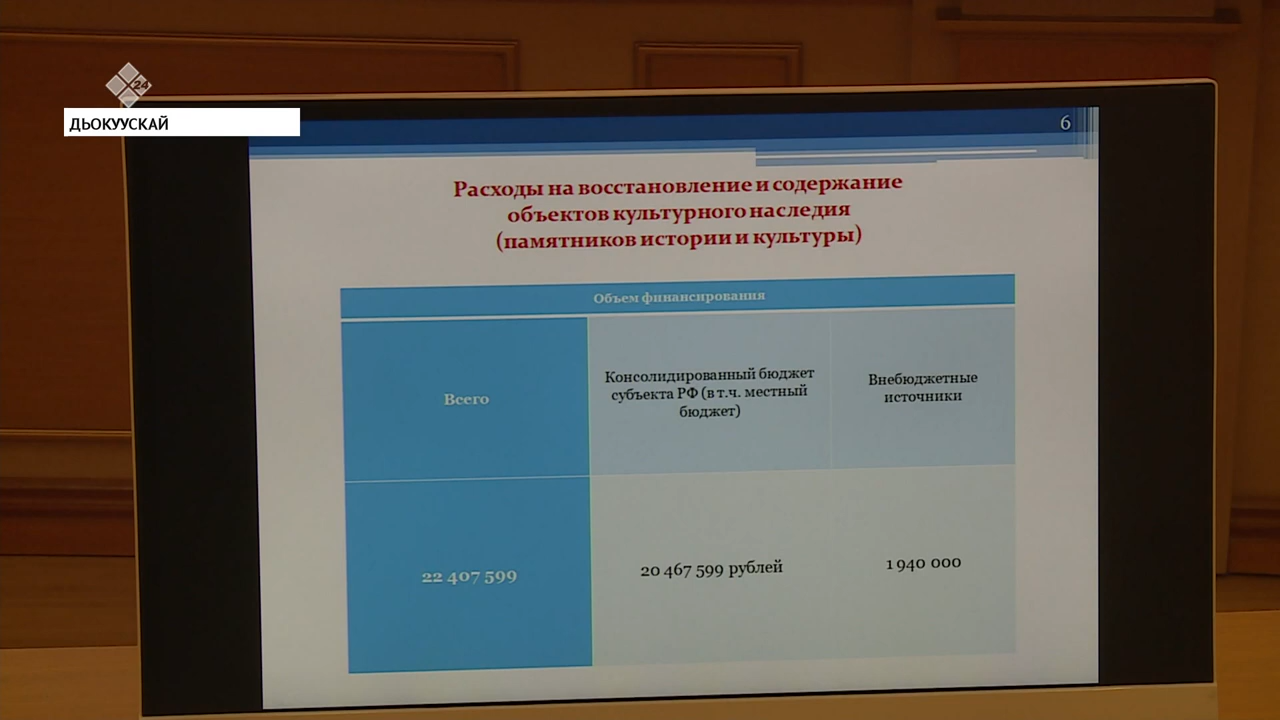 Х24
ДЬОКУУСКАЙ
6
Расходы на восстановление и содержание
объектов культурного наследия
(памятников истории и культуры)
Объем финансирования
Всего
Консолидированный бюджет
субъекта РФ (в т.ч. местный
бюджет)
Внебюджетные
источники
22 407 599
20 467 599 рублей
1 940 000